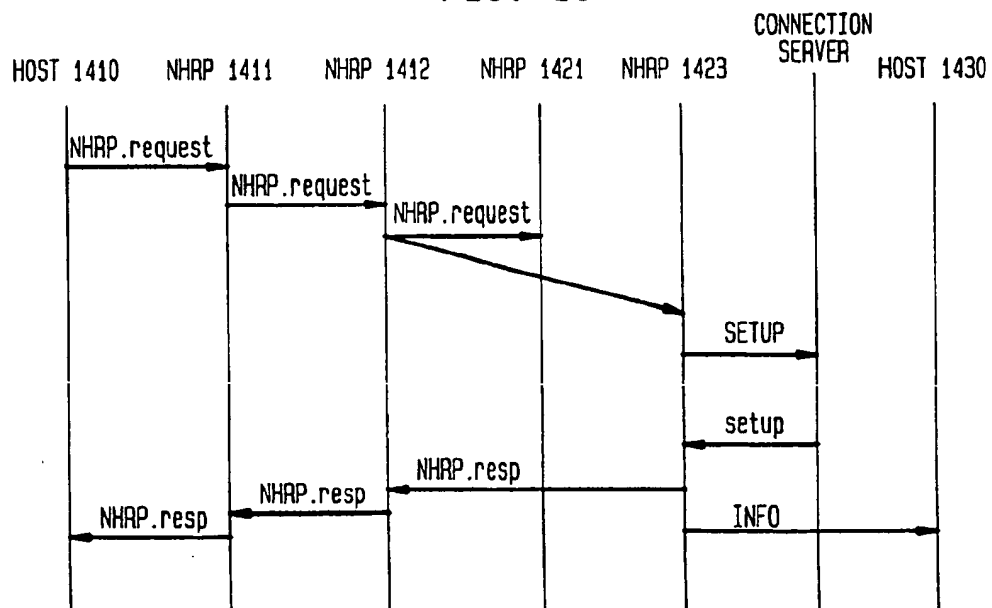 CONNECTION
SERVER
HOST 1410 NHRP 1411 NHRP 1412 NHRP 1421 NHRP 1423 HOST 1430
NHRP.request
NHRP.request
NHRP.request
SETUP
setup
NHRP.resp
NHRP.resp
NHRP.resp
INFO